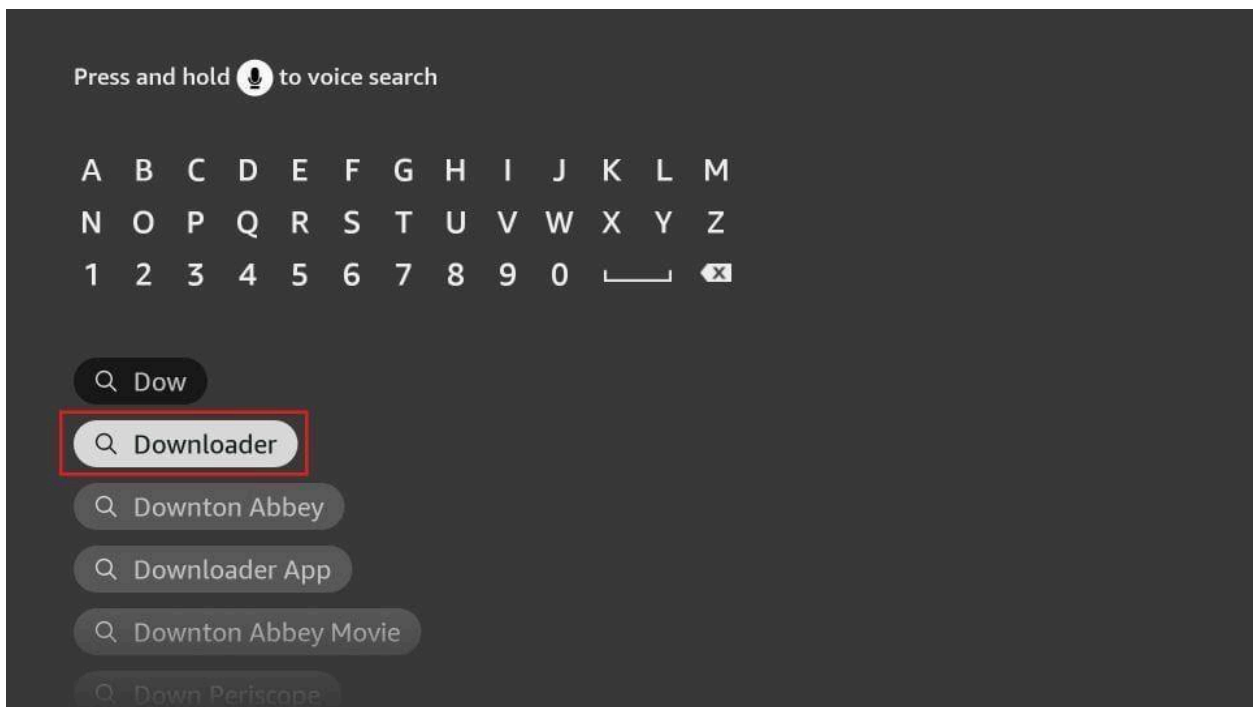 Press and hold to voice search
A B C D E F G H I J K L M
N O P Q R S T U V W X Y Z
1 2 3 4 5 6 7 8 9 0
Dow
Downloader
Downton Abbey
Downloader App
Downton Abbey Movie
Down Periscope